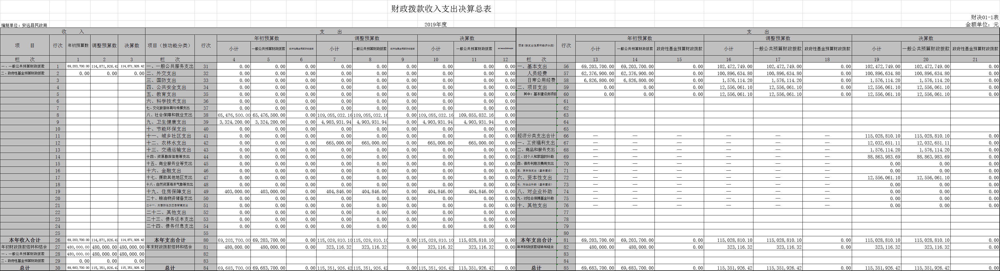 财政拨款收入支出决算总表
财决01-1表
编制单位：安远县民政局 2019年度 金额单位：元
收 入 支 出 支 出
项 目 行次 年初预算数 调整预算数 决算数 项目（按功能分类） 行次 年初预算数 调整预算数 决算数 项目(按支出性质和经济分类) 行次 年初预算数 调整预算数 决算数
小计 一般公共预算财政拨款 政府性基金预算财政拨款 小计 一般公共预算财政拨款 政府性基金预算财政拨款 小计 一般公共预算财政拨款 小计 一般公共预算财政拨款 政府性基金预算财政拨款 小计 一般公共预算财政拨款 政府性基金预算财政拨款 小计 一般公共预算财政拨款 政府性基金预算财政拨款
栏 次 1 2 3 栏 次 4 5 6 7 8 9 10 11 12 栏 次 13 14 15 16 17 18 19 20 21
一、一般公共预算财政拨款 1 69,203,700.00 114,871,926.42 114,871,926.42 一、一般公共服务支出 31 0.00 0.00 0.00 0.00 0.00 0.00 0.00 0.00 0.00 一、基本支出 56 69,203,700.00 69,203,700.00 0.00 102,472,749.00 102,472,749.00 0.00 102,472,749.00 102,472,749.00 0.00
二、政府性基金预算财政拨款 2 0.00 0.00 0.00 二、外交支出 32 0.00 0.00 0.00 0.00 0.00 0.00 0.00 0.00 0.00 人员经费 57 62,376,900.00 62,376,900.00 0.00 100,896,634.80 100,896,634.80 0.00 100,896,634.80 100,896,634.80 0.00
3 三、国防支出 33 0.00 0.00 0.00 0.00 0.00 0.00 0.00 0.00 0.00 日常公用经费 58 6,826,800.00 6,826,800.00 0.00 1,576,114.20 1,576,114.20 0.00 1,576,114.20 1,576,114.20 0.00
4 四、公共安全支出 34 0.00 0.00 0.00 0.00 0.00 0.00 0.00 0.00 0.00 二、项目支出 59 0.00 0.00 0.00 12,556,061.10 12,556,061.10 0.00 12,556,061.10 12,556,061.10 0.00
5 五、教育支出 35 0.00 0.00 0.00 0.00 0.00 0.00 0.00 0.00 0.00 其中：基本建设类项目 60 0.00 0.00 0.00 12,556,061.10 12,556,061.10 0.00 12,556,061.10 12,556,061.10 0.00
6 六、科学技术支出 36 0.00 0.00 0.00 0.00 0.00 0.00 0.00 0.00 0.00 61
7 七、文化旅游体育与传媒支出 37 0.00 0.00 0.00 0.00 0.00 0.00 0.00 0.00 0.00 62
8 八、社会保障和就业支出 38 65,476,500.00 65,476,500.00 0.00 109,055,032.16 109,055,032.16 0.00 109,055,032.16 109,055,032.16 0.00 63
9 九、卫生健康支出 39 3,324,200.00 3,324,200.00 0.00 4,903,931.94 4,903,931.94 0.00 4,903,931.94 4,903,931.94 0.00 64
10 十、节能环保支出 40 0.00 0.00 0.00 0.00 0.00 0.00 0.00 0.00 0.00 65
11 十一、城乡社区支出 41 0.00 0.00 0.00 0.00 0.00 0.00 0.00 0.00 0.00 经济分类支出合计 66 — — — — — — 115,028,810.10 115,028,810.10 0.00
12 十二、农林水支出 42 0.00 0.00 0.00 665,000.00 665,000.00 0.00 665,000.00 665,000.00 0.00 一、工资福利支出 67 — — — — — — 12,032,651.11 12,032,651.11 0.00
13 十三、交通运输支出 43 0.00 0.00 0.00 0.00 0.00 0.00 0.00 0.00 0.00 二、商品和服务支出 68 — — — — — — 1,576,114.20 1,576,114.20 0.00
14 十四、资源勘探信息等支出 44 0.00 0.00 0.00 0.00 0.00 0.00 0.00 0.00 0.00 三、对个人和家庭的补助 69 — — — — — — 88,863,983.69 88,863,983.69 0.00
15 十五、商业服务业等支出 45 0.00 0.00 0.00 0.00 0.00 0.00 0.00 0.00 0.00 四、债务利息及费用支出 70 — — — — — — 0.00 0.00 0.00
16 十六、金融支出 46 0.00 0.00 0.00 0.00 0.00 0.00 0.00 0.00 0.00 五、资本性支出（基本建设） 71 — — — — — — 0.00 0.00 0.00
17 十七、援助其他地区支出 47 0.00 0.00 0.00 0.00 0.00 0.00 0.00 0.00 0.00 六、资本性支出 72 — — — — — — 12,556,061.10 12,556,061.10 0.00
18 十八、自然资源海洋气象等支出 48 0.00 0.00 0.00 0.00 0.00 0.00 0.00 0.00 0.00 七、对企业补助（基本建设） 73 — — — — — — 0.00 0.00 0.00
19 十九、住房保障支出 49 403,000.00 403,000.00 0.00 404,846.00 404,846.00 0.00 404,846.00 404,846.00 0.00 八、对企业补助 74 — — — — — — 0.00 0.00 0.00
20 二十、粮油物资储备支出 50 0.00 0.00 0.00 0.00 0.00 0.00 0.00 0.00 0.00 九、对社会保障基金补助 75 — — — — — — 0.00 0.00 0.00
21 二十一、灾害防治及应急管理支出 51 0.00 0.00 0.00 0.00 0.00 0.00 0.00 0.00 0.00 十、其他支出 76 — — — — — — 0.00 0.00 0.00
22 二十二、其他支出 52 0.00 0.00 0.00 0.00 0.00 0.00 0.00 0.00 0.00 77
23 二十三、债务还本支出 53 0.00 0.00 0.00 0.00 0.00 0.00 0.00 0.00 0.00 78
24 二十四、债务付息支出 54 0.00 0.00 0.00 0.00 0.00 0.00 0.00 0.00 0.00 79
25 55 80
本年收入合计 26 69,203,700.00 114,871,926.42 114,871,926.42 本年支出合计 80 69,203,700.00 69,203,700.00 0.00 115,028,810.10 115,028,810.10 0.00 115,028,810.10 115,028,810.10 0.00 本年支出合计 81 69,203,700.00 69,203,700.00 0.00 115,028,810.10 115,028,810.10 0.00 115,028,810.10 115,028,810.10 0.00
年初财政拨款结转和结余 27 480,000.00 480,000.00 480,000.00 年末财政拨款结转和结余 81 480,000.00 480,000.00 0.00 323,116.32 323,116.32 0.00 323,116.32 323,116.32 0.00 年末财政拨款结转和结余 82 480,000.00 480,000.00 0.00 323,116.32 323,116.32 0.00 323,116.32 323,116.32 0.00
一、一般公共预算财政拨款 28 480,000.00 480,000.00 480,000.00 82 83
二、政府性基金预算财政拨款 29 0.00 0.00 0.00 83 84
总计 30 69,683,700.00 115,351,926.42 115,351,926.42 总计 84 69,683,700.00 69,683,700.00 0.00 115,351,926.42 115,351,926.42 0.00 115,351,926.42 115,351,926.42 0.00 总计 85 69,683,700.00 69,683,700.00 0.00 115,351,926.42 115,351,926.42 0.00 115,351,926.42 115,351,926.42 0.00